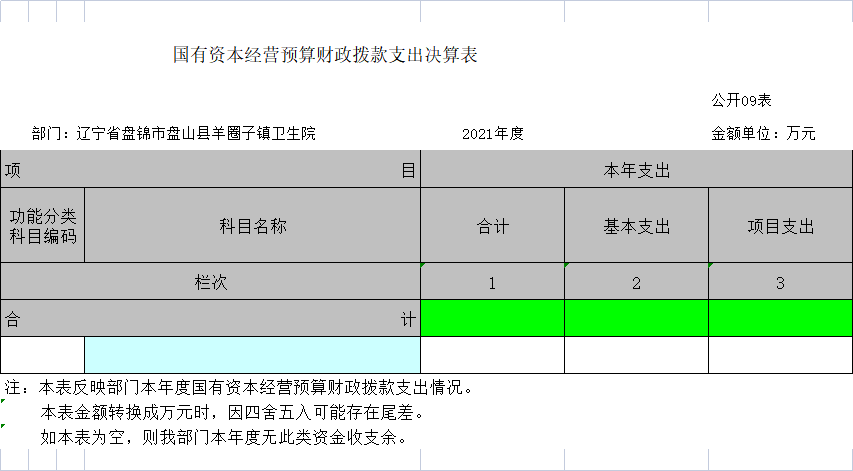 国有资本经营预算财政拨款支出决算表
公开09表
部门：辽宁省盘锦市盘山县羊圈子镇卫生院 2021年度 金额单位：万元
项 目 本年支出
功能分类
科目编码 科目名称 合计 基本支出 项目支出
栏次 1 2 3
合 计
注：本表反映部门本年度国有资本经营预算财政拨款支出情况。
本表金额转换成万元时，因四舍五入可能存在尾差。
如本表为空，则我部门本年度无此类资金收支余。